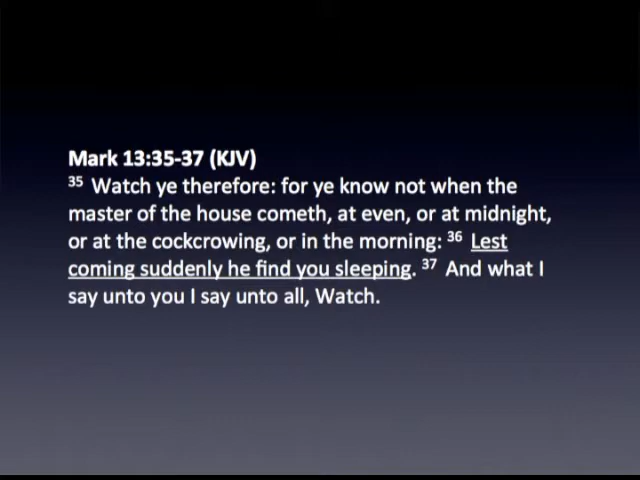 Mark 13:35-37 (KJV)
35 Watch ye therefore: for ye know not when the
master of the house cometh, at even, or at midnight,
or at the cockcrowing, or in the morning: 36 Lest
coming suddenly he find you sleeping. 37 And what I
say unto you I say unto all, Watch.